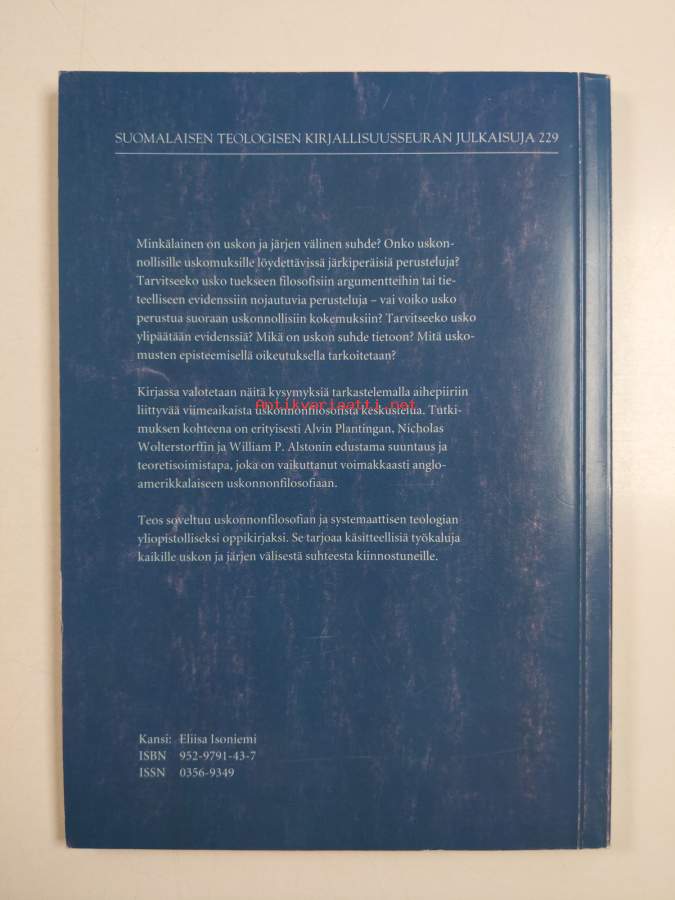 SUOMALAISEN TEOLOGISEN KIRJALLISUUSSEURAN JULKAISUJA 229
Minkälainen on uskon ja järjen välinen suhde? Onko uskon-
nollisille uskomuksille löydettävissä järkiperäisiä perusteluja?
Tarvitseeko usko tuekseen filosofisiin argumentteihin tai tie-
teelliseen evidenssiin nojautuvia perusteluja – vai voiko usko
perustua suoraan uskonnollisiin kokemuksiin? Tarvitseeko usko
ylipäätään evidenssiä? Mikä on uskon suhde tietoon? Mitä usko-
musten episteemisellä oikeutuksella tarkoitetaan?
Kirjassa valotetaan näitä kysymyksiä tarkastelemalla aihepiiriin
liittyvää viimeaikaista uskonnonfilosofista keskustelua. Tutki-
Antikvariaatti.net
muksen kohteena on erityisesti Alvin Plantingan, Nicholas
Wolterstorffin ja William P. Alstonin edustama suuntaus ja
teoretisoimistapa, joka on vaikuttanut voimakkaasti anglo-
amerikkalaiseen uskonnonfilosofiaan.
Teos soveltuu uskonnonfilosofian ja systemaattisen teologian
yliopistolliseksi oppikirjaksi. Se tarjoaa käsitteellisiä työkaluja
kaikille uskon ja järjen välisestä suhteesta kiinnostuneille.
Kansi: Eliisa Isoniemi
ISBN 952-9791-43-7
ISSN 0356-9349